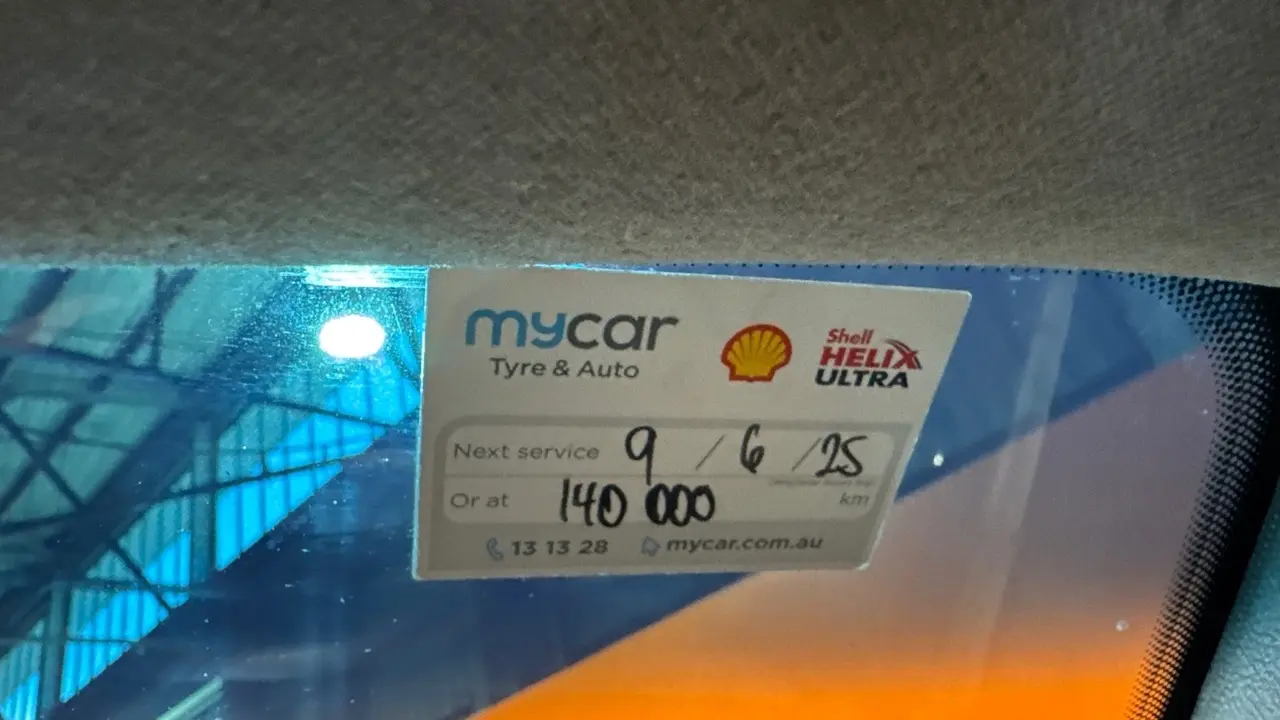 mycar
Tyre & Auto
Shell
HELIX
ULTRA
Next service 9 / 6 / 25
Or at 140 000 km
13 13 28 mycar.com.au